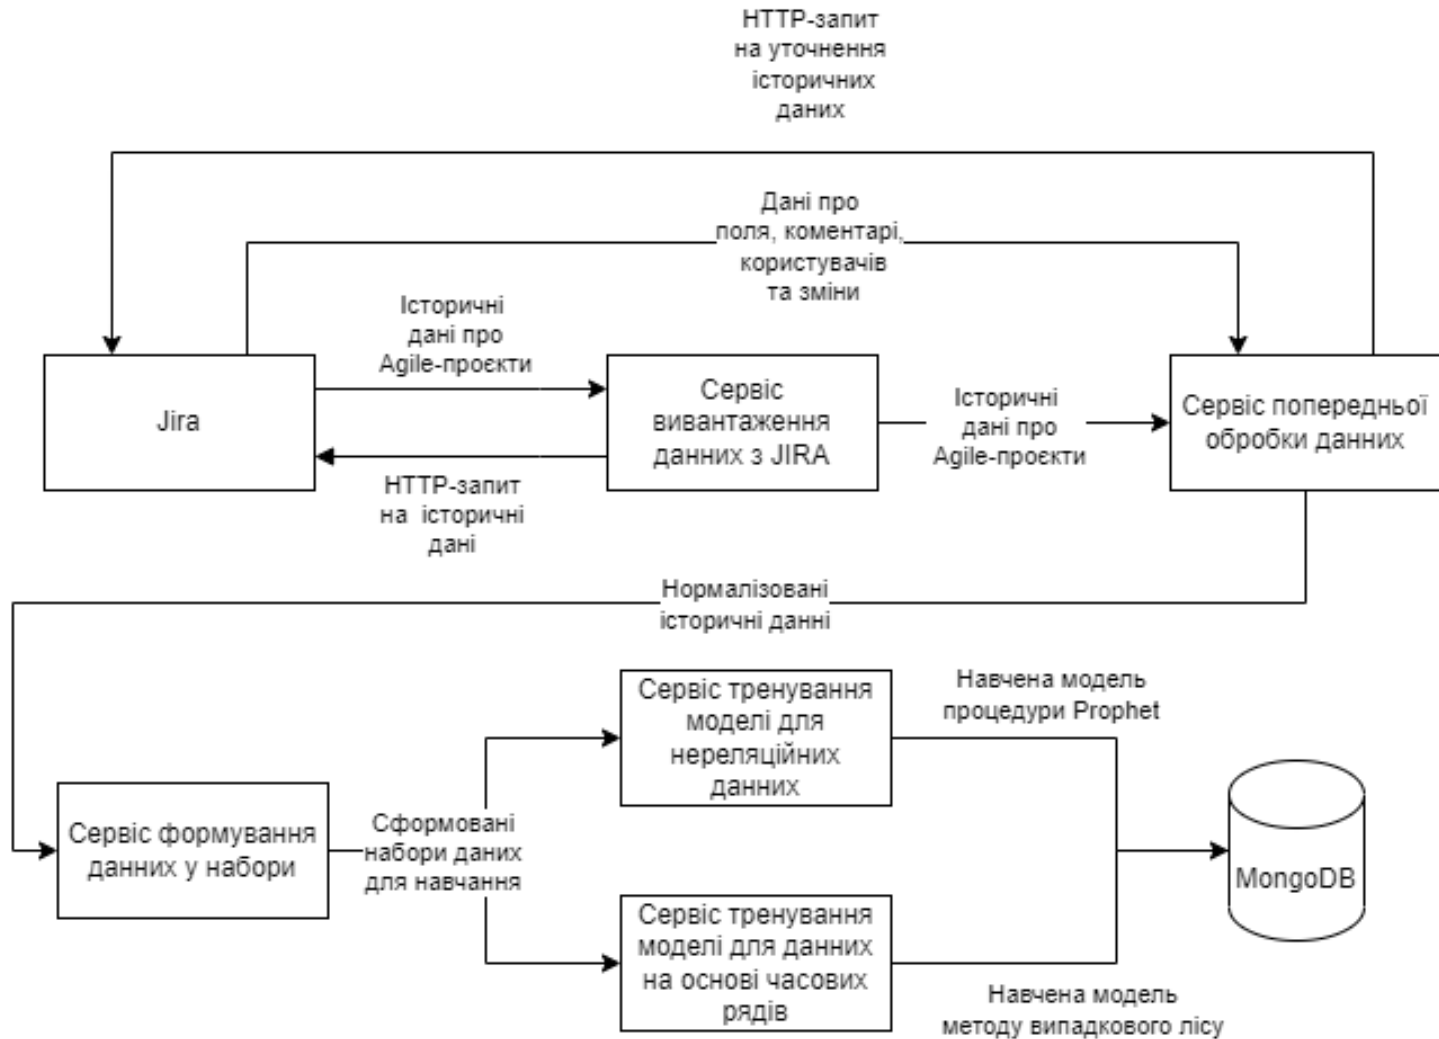 HTTP-запит
на уточнення
історичних
даних
Дані про
поля, коментарі,
користувачів
та зміни
Історичні
дані про
Agile-проєкти
Jira
Сервіс
вивантаження
данних з JIRA
Історичні
дані про
Agile-проєкти
Сервіс попередньої
обробки данних
HTTP-запит
на історичні
дані
Нормалізовані
історичні данні
Сервіс тренування
моделі для
нереляційних
данних
Навчена модель
процедури Prophet
Сервіс формування
данних у набори
Сформовані
набори даних
для навчання
MongoDB
Сервіс тренування
моделі для данних
на основі часових
рядів
Навчена модель
методу випадкового лісу